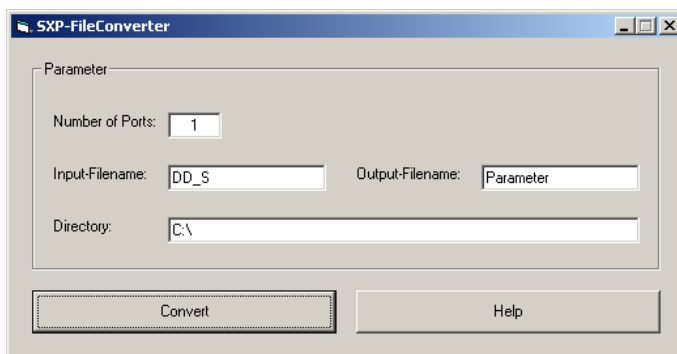 SXP-FileConverter
Parameter
Number of Ports: 1
Input-Filename: DD_S Output-Filename: Parameter
Directory: C:\
Convert Help